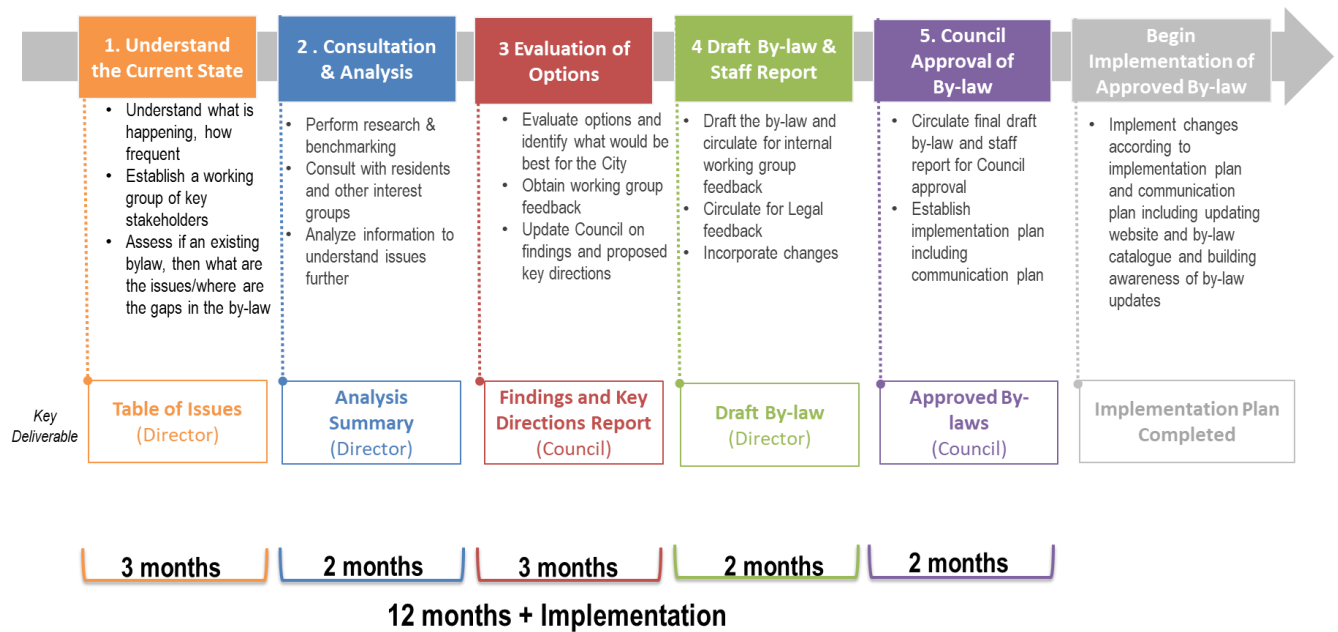 1. Understand
the Current State
2 . Consultation
& Analysis
3 Evaluation of
Options
4 Draft By-law &
Staff Report
5. Council
Approval of
By-law
Begin
Implementation of
Approved By-law
• Understand what is
happening, how
frequent
• Establish a working
group of key
stakeholders
• Assess if an existing
bylaw, then what are
the issues/where are
the gaps in the by-law
• Perform research &
benchmarking
• Consult with residents
and other interest
groups
• Analyze information to
understand issues
further
• Evaluate options and
identify what would be
best for the City
• Obtain working group
feedback
• Update Council on
findings and proposed
key directions
• Draft the by-law and
circulate for internal
working group
feedback
• Circulate for Legal
feedback
• Incorporate changes
• Circulate final draft
by-law and staff
report for Council
approval
• Establish
implementation plan
including
communication plan
• Implement changes
according to
implementation plan
and communication
plan including updating
website and by-law
catalogue and building
awareness of by-law
updates
Key
Deliverable
Table of Issues
(Director)
Analysis
Summary
(Director)
Findings and Key
Directions Report
(Council)
Draft By-law
(Director)
Approved By-
laws
(Council)
Implementation Plan
Completed
3 months
2 months
3 months
2 months
2 months
12 months + Implementation